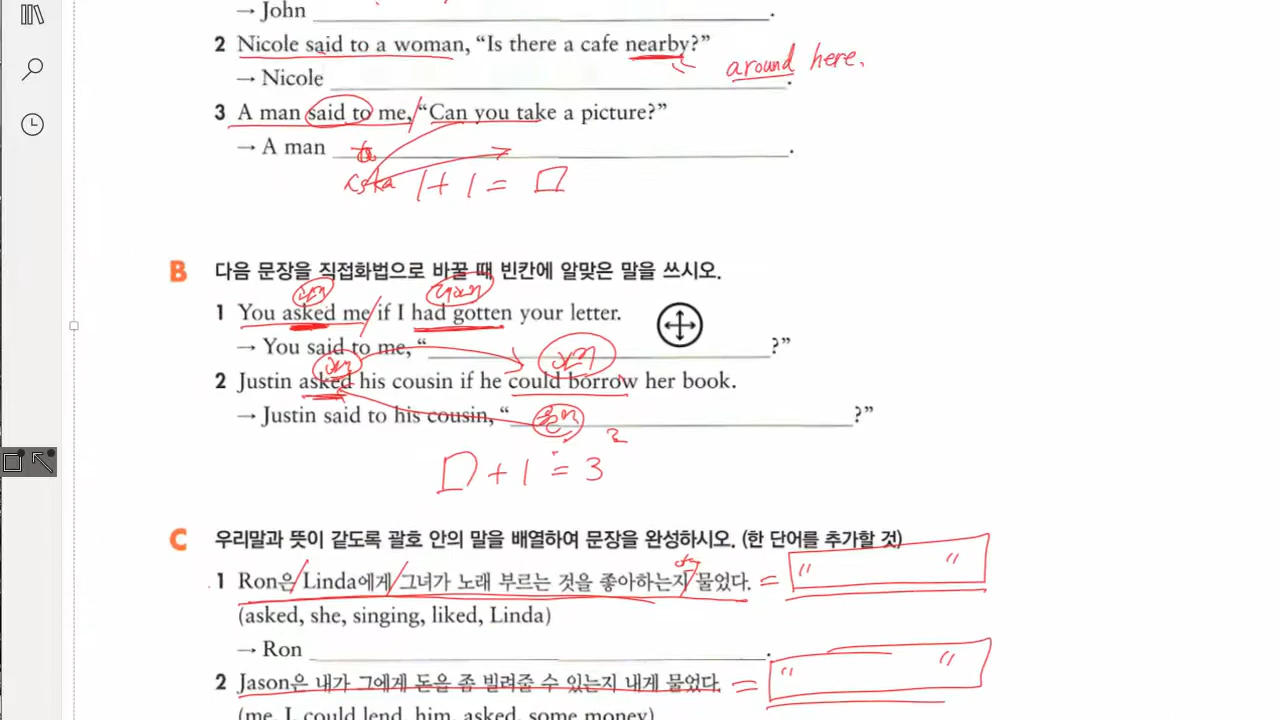 → John .
2 Nicole said to a woman, “Is there a cafe nearby?”
around here.
→ Nicole .
3 A man said to me, “Can you take a picture?”
→ A man .
1 + 1 = □
B 다음 문장을 직접화법으로 바꿀 때 빈칸에 알맞은 말을 쓰시오.
1 You asked me if I had gotten your letter.
→ You said to me, “ ?”
2 Justin asked his cousin if he could borrow her book.
→ Justin said to his cousin, “ ?”
□ + 1 = 3
C 우리말과 뜻이 같도록 괄호 안의 말을 배열하여 문장을 완성하시오. (한 단어를 추가할 것)
1 Ron은 Linda에게 그녀가 노래 부르는 것을 좋아하는지 물었다. = “ ”
(asked, she, singing, liked, Linda)
→ Ron .
2 Jason은 내가 그에게 돈을 좀 빌려줄 수 있는지 내게 물었다. = “ ”
(me, I, could lend, him, asked, some money)